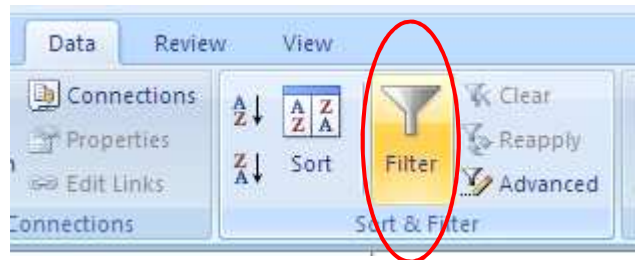 Data Review View
Connections
Properties
Edit Links
Connections
A Z
Z A
A Z Z A
Sort
Filter
Clear
Reapply
Advanced
Sort & Filter